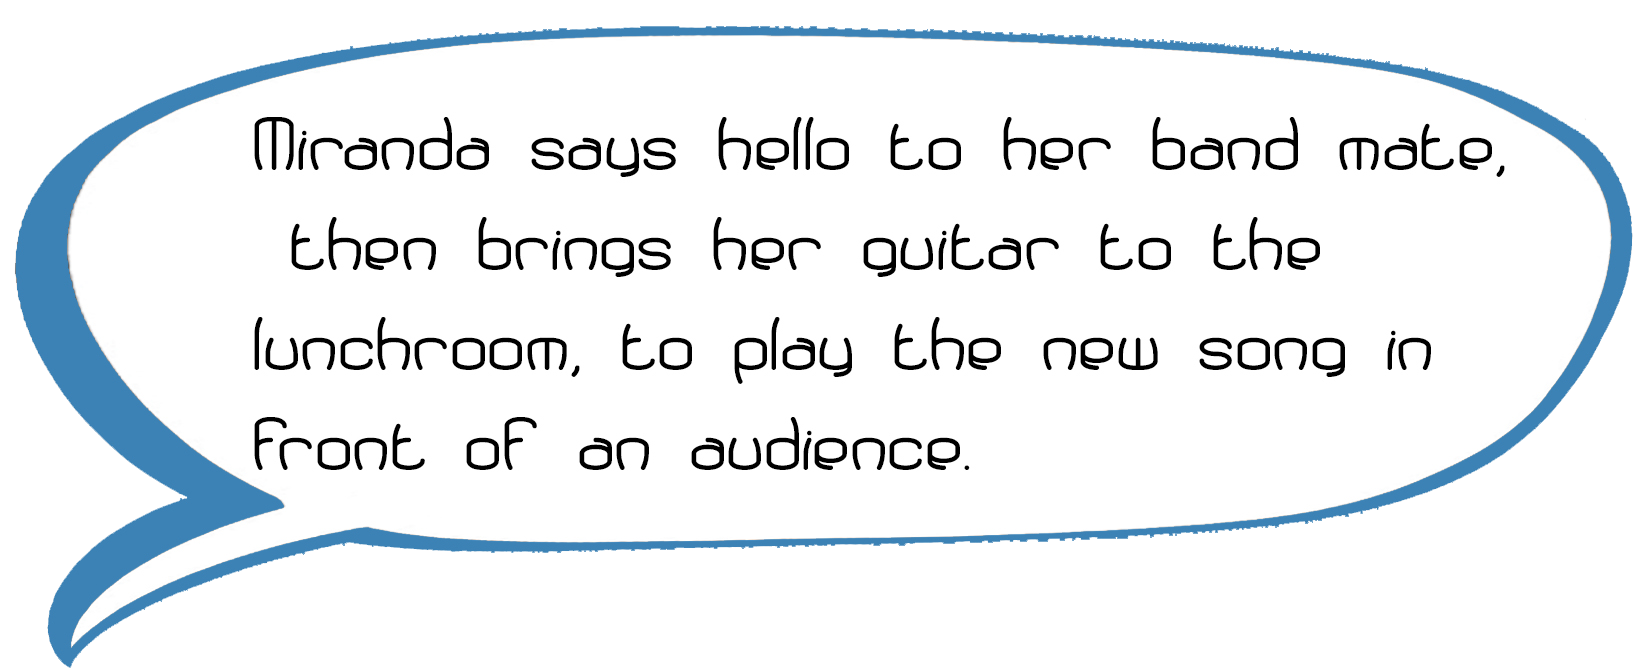 Miranda says hello to her band mate,
then brings her guitar to the
lunchroom, to play the new song in
front of an audience.